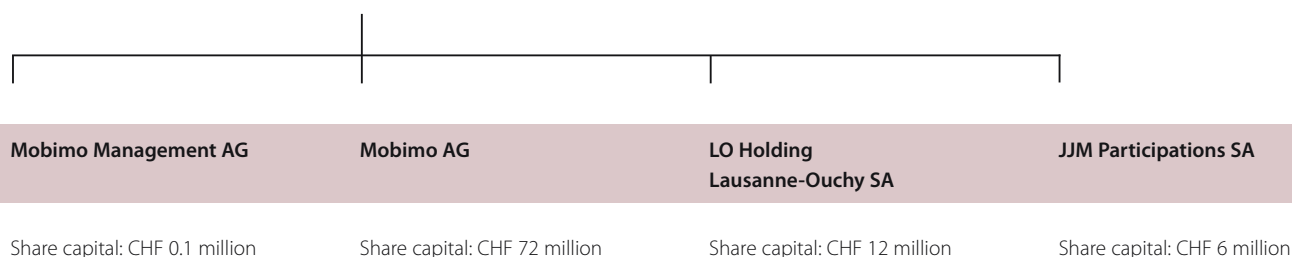 Mobimo Management AG
Mobimo AG
LO Holding
Lausanne-Ouchy SA
JJM Participations SA
Share capital: CHF 0.1 million
Share capital: CHF 72 million
Share capital: CHF 12 million
Share capital: CHF 6 million